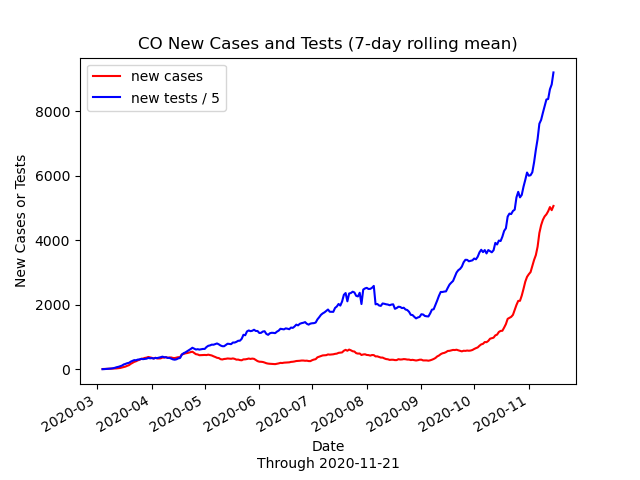 CO New Cases and Tests (7-day rolling mean)
new cases
new tests / 5
8000
6000
4000
2000
0
New Cases or Tests
2020-03
2020-04
2020-05
2020-06
2020-07
2020-08
2020-09
2020-10
2020-11
Date
Through 2020-11-21